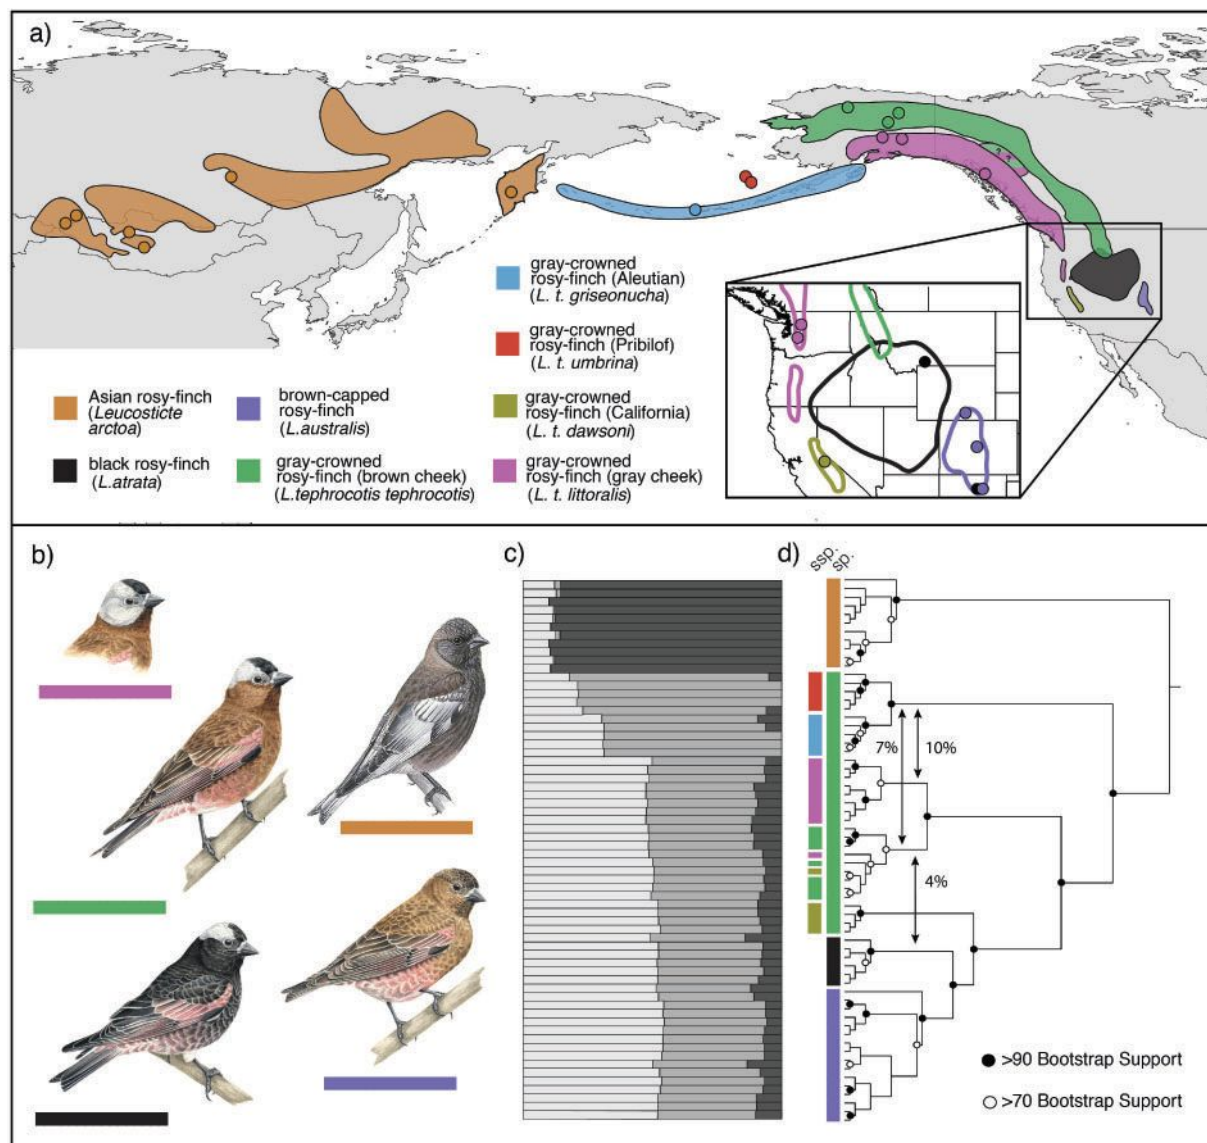 a)
gray-crowned
rosy-finch (Aleutian)
(L. t. griseonucha)
gray-crowned
rosy-finch (Pribilof)
(L. t. umbrina)
Asian rosy-finch
(Leucosticte
arctoa)
brown-capped
rosy-finch
(L.australis)
gray-crowned
rosy-finch (California)
(L. t. dawsoni)
black rosy-finch
(L.atrata)
gray-crowned
rosy-finch (brown cheek)
(L.tephrocotis tephrocotis)
gray-crowned
rosy-finch (gray cheek)
(L. t. littoralis)
? ?
b)
c)
d)
ssp.
sp.
7%
10%
4%
>90 Bootstrap Support
>70 Bootstrap Support